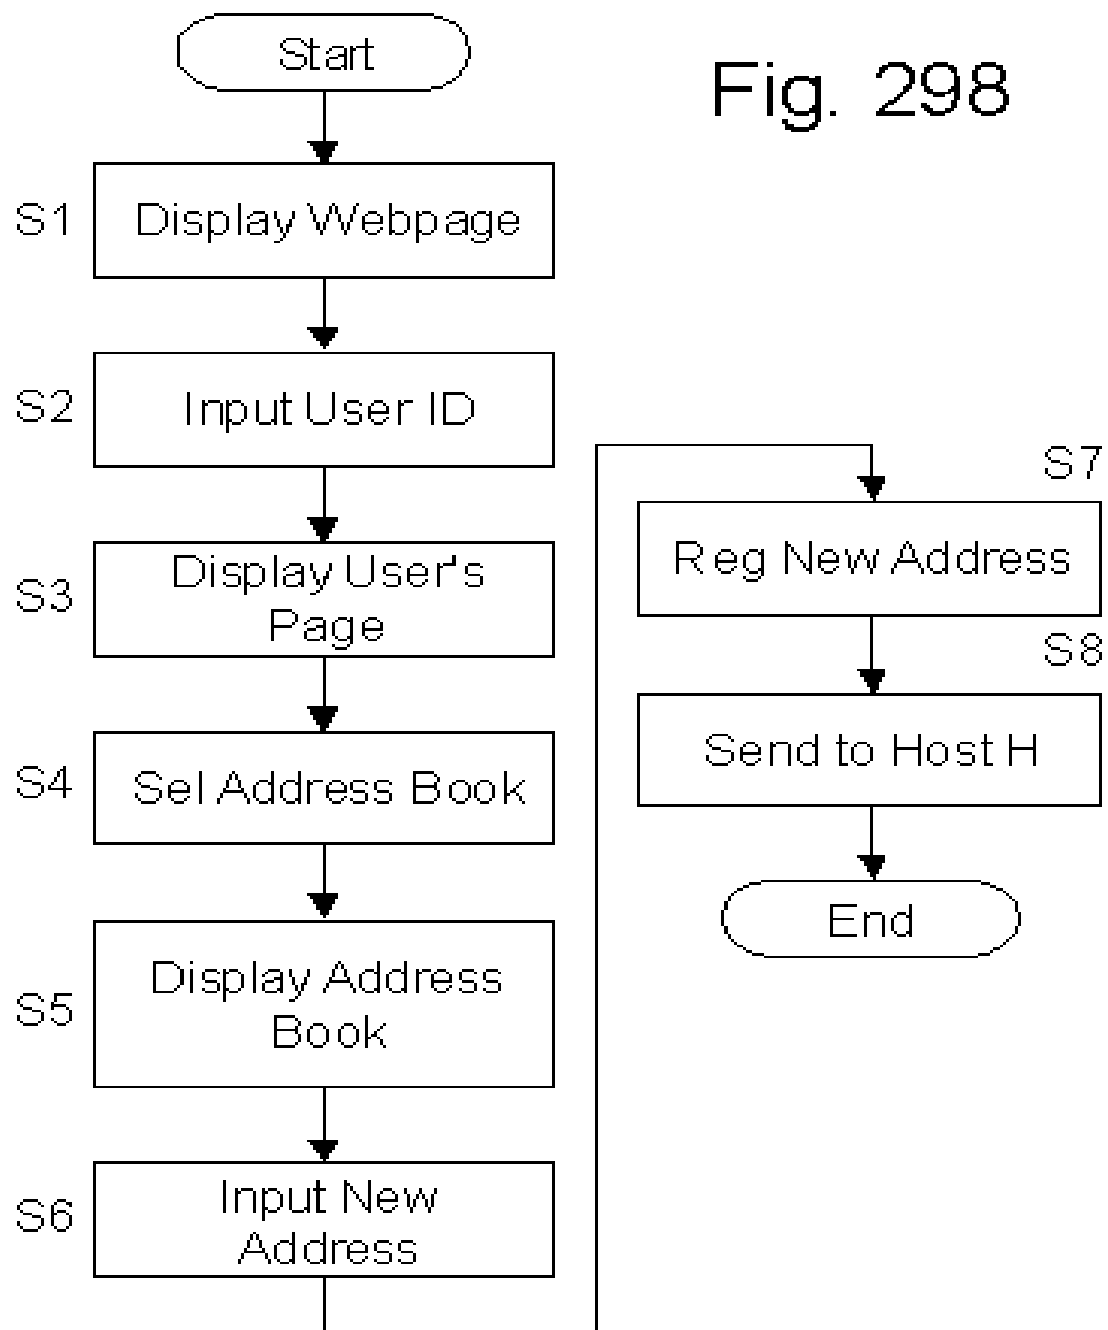 Start
Fig. 298
S1
Display Webpage
S2
Input User ID
S3
Display User's
Page
S4
Sel Address Book
S5
Display Address
Book
S6
Input New
Address
S7
Reg New Address
S8
Send to Host H
End